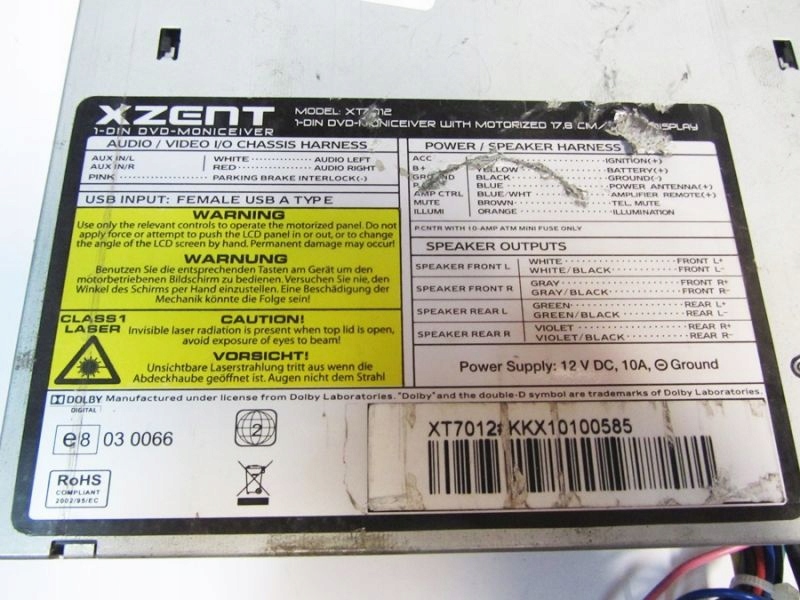 XZENT
1-DIN DVD-MONICEIVER
MODEL: XT7012
1-DIN DVD-MONICEIVER WITH MOTORIZED 17.8 CM/ DISPLAY
AUDIO / VIDEO I/O CHASSIS HARNESS
AUX IN/L WHITE AUDIO LEFT
AUX IN/R RED AUDIO RIGHT
PINK PARKING BRAKE INTERLOCK(-)
USB INPUT: FEMALE USB A TYPE
WARNING
Use only the relevant controls to operate the motorized panel. Do not
apply force or attempt to push the LCD panel in or out, or to change
the angle of the LCD screen by hand. Permanent damage may occur!
WARNUNG
Benutzen Sie die entsprechenden Tasten am Gerät um den
motorbetriebenen Bildschirm zu bedienen. Versuchen Sie nie, den
Winkel des Schirms per Hand einzustellen. Eine Beschädigung der
Mechanik könnte die Folge sein!
CLASS 1
LASER
CAUTION!
Invisible laser radiation is present when top lid is open,
avoid exposure of eyes to beam!
VORSICHT!
Unsichtbare Laserstrahlung tritt aus wenn die
Abdeckhaube geöffnet ist. Augen nicht dem Strahl
POWER / SPEAKER HARNESS
ACC IGNITION(+)
B+ YELLOW BATTERY(+)
GROUND BLACK GROUND(-)
BLUE POWER ANTENNA(+)
AMP CTRL BLUE/WHT AMPLIFIER REMOTE(+)
MUTE BROWN TEL. MUTE
ILLUMI ORANGE ILLUMINATION
P.CNTR WITH 10-AMP ATM MINI FUSE ONLY
SPEAKER OUTPUTS
SPEAKER FRONT L WHITE FRONT L+
WHITE/BLACK FRONT L-
SPEAKER FRONT R GRAY FRONT R+
GRAY/BLACK FRONT R-
SPEAKER REAR L GREEN REAR L+
GREEN/BLACK REAR L-
SPEAKER REAR R VIOLET REAR R+
VIOLET/BLACK REAR R-
Power Supply: 12 V DC, 10A, ⊖ Ground
DOLBY
DIGITAL
Manufactured under license from Dolby Laboratories. "Dolby" and the double-D symbol are trademarks of Dolby Laboratories.
e8 03 0066
2
RoHS
COMPLIANT
2002/95/EC
XT7012 KKX10100585